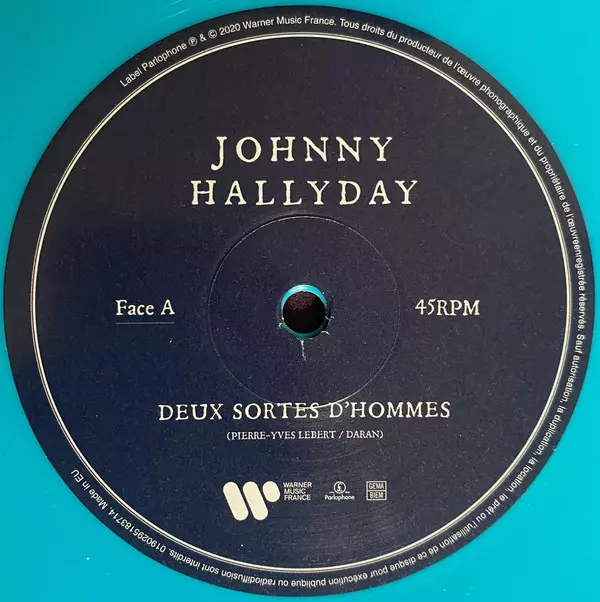 Label Parlophone ℗ & © 2020 Warner Music France. Tous droits du producteur de l'œuvre phonographique et du propriétaire de l'œuvreenregistrée réservés. Sauf autorisation, la duplication, la location, le prêt ou l'utilisation de ce disque pour exécution publique ou radiodiffusion sont interdits. 0190295183714 Made in EU
JOHNNY
HALLYDAY
Face A
45RPM
DEUX SORTES D'HOMMES
(PIERRE-YVES LEBERT / DARAN)
WARNER
MUSIC
FRANCE
Parlophone
GEMA
BIEM